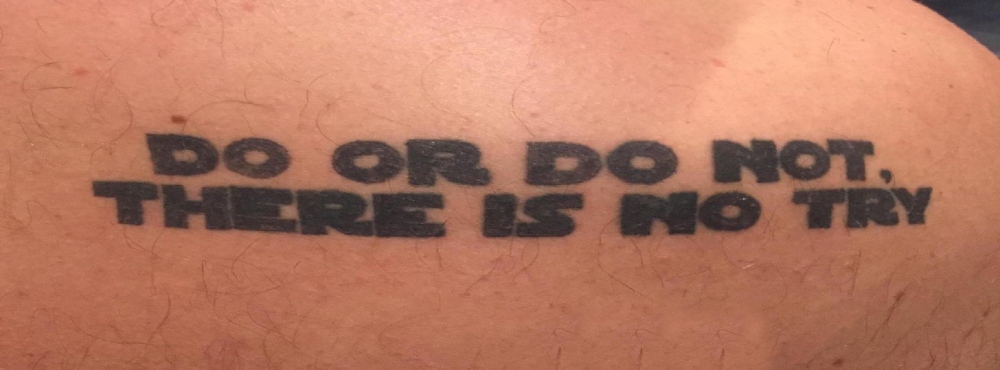 DO OR DO NOT,
THERE IS NO TRY